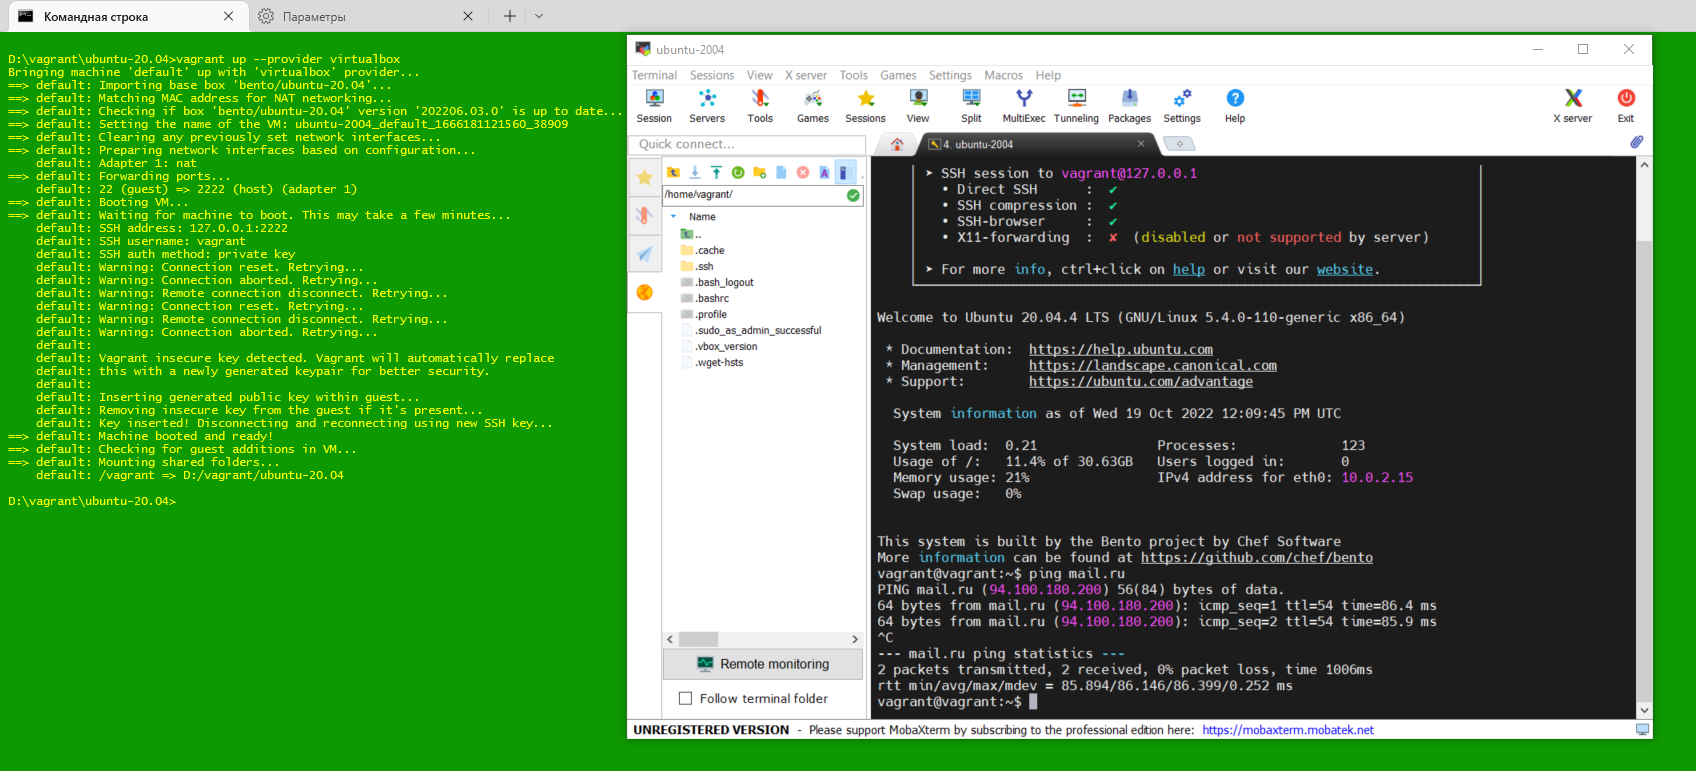 Командная строка
Параметры
D:\vagrant\ubuntu-20.04>vagrant up --provider virtualbox
Bringing machine 'default' up with 'virtualbox' provider...
==> default: Importing base box 'bento/ubuntu-20.04'...
==> default: Matching MAC address for NAT networking...
==> default: Checking if box 'bento/ubuntu-20.04' version '202206.03.0' is up to date...
==> default: Setting the name of the VM: ubuntu-2004_default_1666181121560_38909
==> default: Clearing any previously set network interfaces...
==> default: Preparing network interfaces based on configuration...
    default: Adapter 1: nat
==> default: Forwarding ports...
    default: 22 (guest) => 2222 (host) (adapter 1)
==> default: Booting VM...
==> default: Waiting for machine to boot. This may take a few minutes...
    default: SSH address: 127.0.0.1:2222
    default: SSH username: vagrant
    default: SSH auth method: private key
    default: Warning: Connection reset. Retrying...
    default: Warning: Connection aborted. Retrying...
    default: Warning: Remote connection disconnect. Retrying...
    default: Warning: Connection reset. Retrying...
    default: Warning: Remote connection disconnect. Retrying...
    default: Warning: Connection aborted. Retrying...
    default:
    default: Vagrant insecure key detected. Vagrant will automatically replace
    default: this with a newly generated keypair for better security.
    default:
    default: Inserting generated public key within guest...
    default: Removing insecure key from the guest if it's present...
    default: Key inserted! Disconnecting and reconnecting using new SSH key...
==> default: Machine booted and ready!
==> default: Checking for guest additions in VM...
==> default: Mounting shared folders...
    default: /vagrant => D:/vagrant/ubuntu-20.04
D:\vagrant\ubuntu-20.04>
ubuntu-2004
Terminal Sessions View X server Tools Games Settings Macros Help
Session Servers Tools Games Sessions View Split MultiExec Tunneling Packages Settings Help X server Exit
Quick connect...
4. ubuntu-2004
/home/vagrant/
Name
..
.cache
.ssh
.bash_logout
.bashrc
.profile
.sudo_as_admin_successful
.vbox_version
.wget-hsts
Remote monitoring
Follow terminal folder
➤ SSH session to vagrant@127.0.0.1
• Direct SSH : ✔
• SSH compression : ✔
• SSH-browser : ✔
• X11-forwarding : ✘ (disabled or not supported by server)
➤ For more info, ctrl+click on help or visit our website.
Welcome to Ubuntu 20.04.4 LTS (GNU/Linux 5.4.0-110-generic x86_64)
* Documentation: https://help.ubuntu.com
* Management: https://landscape.canonical.com
* Support: https://ubuntu.com/advantage
System information as of Wed 19 Oct 2022 12:09:45 PM UTC
System load: 0.21 Processes: 123
Usage of /: 11.4% of 30.63GB Users logged in: 0
Memory usage: 21% IPv4 address for eth0: 10.0.2.15
Swap usage: 0%
This system is built by the Bento project by Chef Software
More information can be found at https://github.com/chef/bento
vagrant@vagrant:~$ ping mail.ru
PING mail.ru (94.100.180.200) 56(84) bytes of data.
64 bytes from mail.ru (94.100.180.200): icmp_seq=1 ttl=54 time=86.4 ms
64 bytes from mail.ru (94.100.180.200): icmp_seq=2 ttl=54 time=85.9 ms
^C
--- mail.ru ping statistics ---
2 packets transmitted, 2 received, 0% packet loss, time 1006ms
rtt min/avg/max/mdev = 85.894/86.146/86.399/0.252 ms
vagrant@vagrant:~$
UNREGISTERED VERSION - Please support MobaXterm by subscribing to the professional edition here: https://mobaxterm.mobatek.net